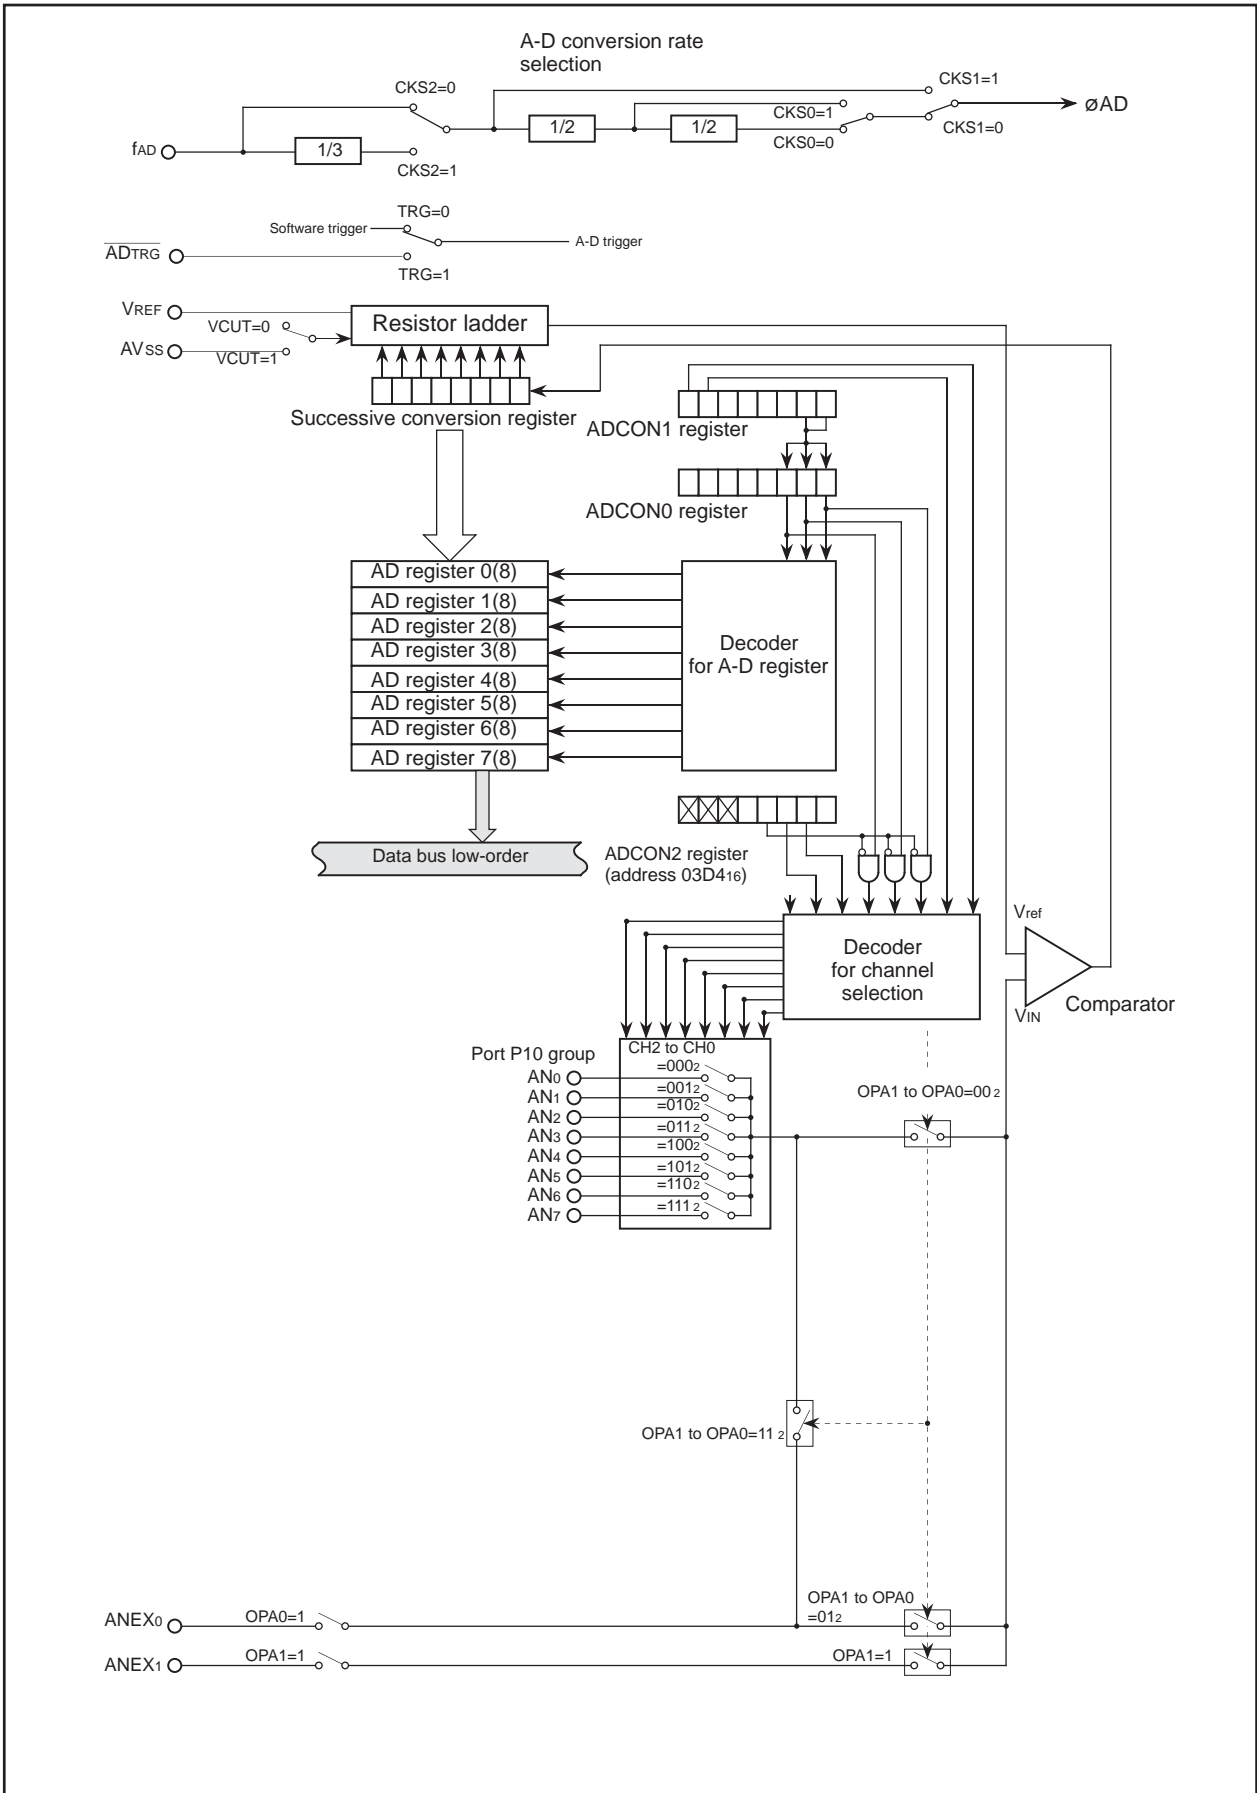 A-D conversion rate
selection
CKS2=0
CKS1=1
øAD
CKS0=1
1/2
1/2
CKS1=0
CKS0=0
fAD
1/3
CKS2=1
TRG=0
Software trigger
A-D trigger
ADTRG
TRG=1
VREF
VCUT=0
Resistor ladder
AVSS
VCUT=1
Successive conversion register
ADCON1 register
ADCON0 register
AD register 0(8)
AD register 1(8)
AD register 2(8)
AD register 3(8)
AD register 4(8)
AD register 5(8)
AD register 6(8)
AD register 7(8)
Decoder
for A-D register
Data bus low-order
ADCON2 register
(address 03D416)
Decoder
for channel
selection
Vref
VIN
Comparator
Port P10 group
CH2 to CH0
AN0
=0002
AN1
=0012
AN2
=0102
AN3
=0112
AN4
=1002
AN5
=1012
AN6
=1102
AN7
=1112
OPA1 to OPA0=002
OPA1 to OPA0=112
OPA1 to OPA0
=012
ANEX0
OPA0=1
ANEX1
OPA1=1
OPA1=1